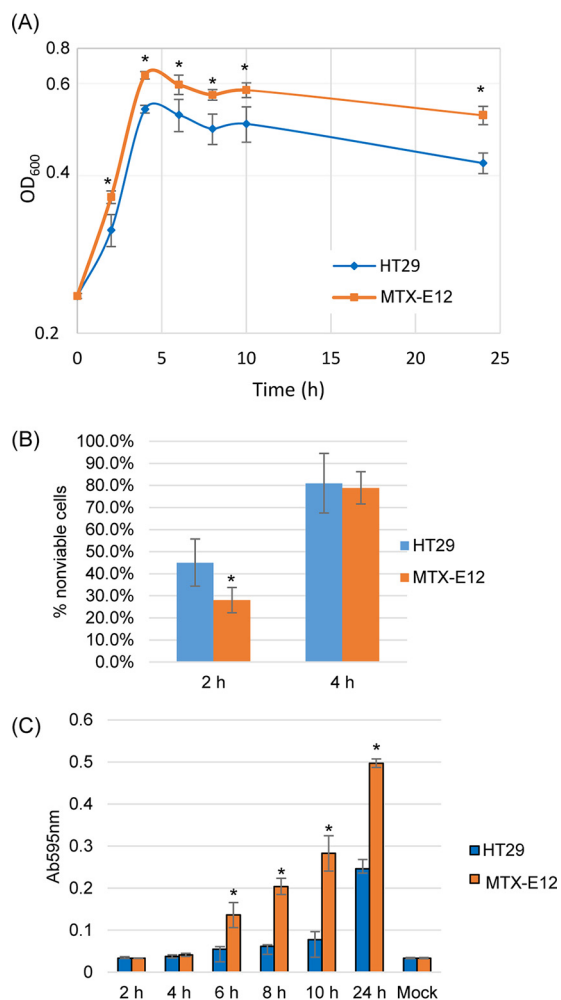 (A)
0.8
0.6
0.4
0.2
OD600
* * * * * *
0 5 10 15 20 25
Time (h)
HT29
MTX-E12
(B)
100.0%
90.0%
80.0%
70.0%
60.0%
50.0%
40.0%
30.0%
20.0%
10.0%
0.0%
% nonviable cells
*
2 h 4 h
HT29
MTX-E12
(C)
0.6
0.5
0.4
0.3
0.2
0.1
0
Ab595nm
* * * *
2 h 4 h 6 h 8 h 10 h 24 h Mock
HT29
MTX-E12